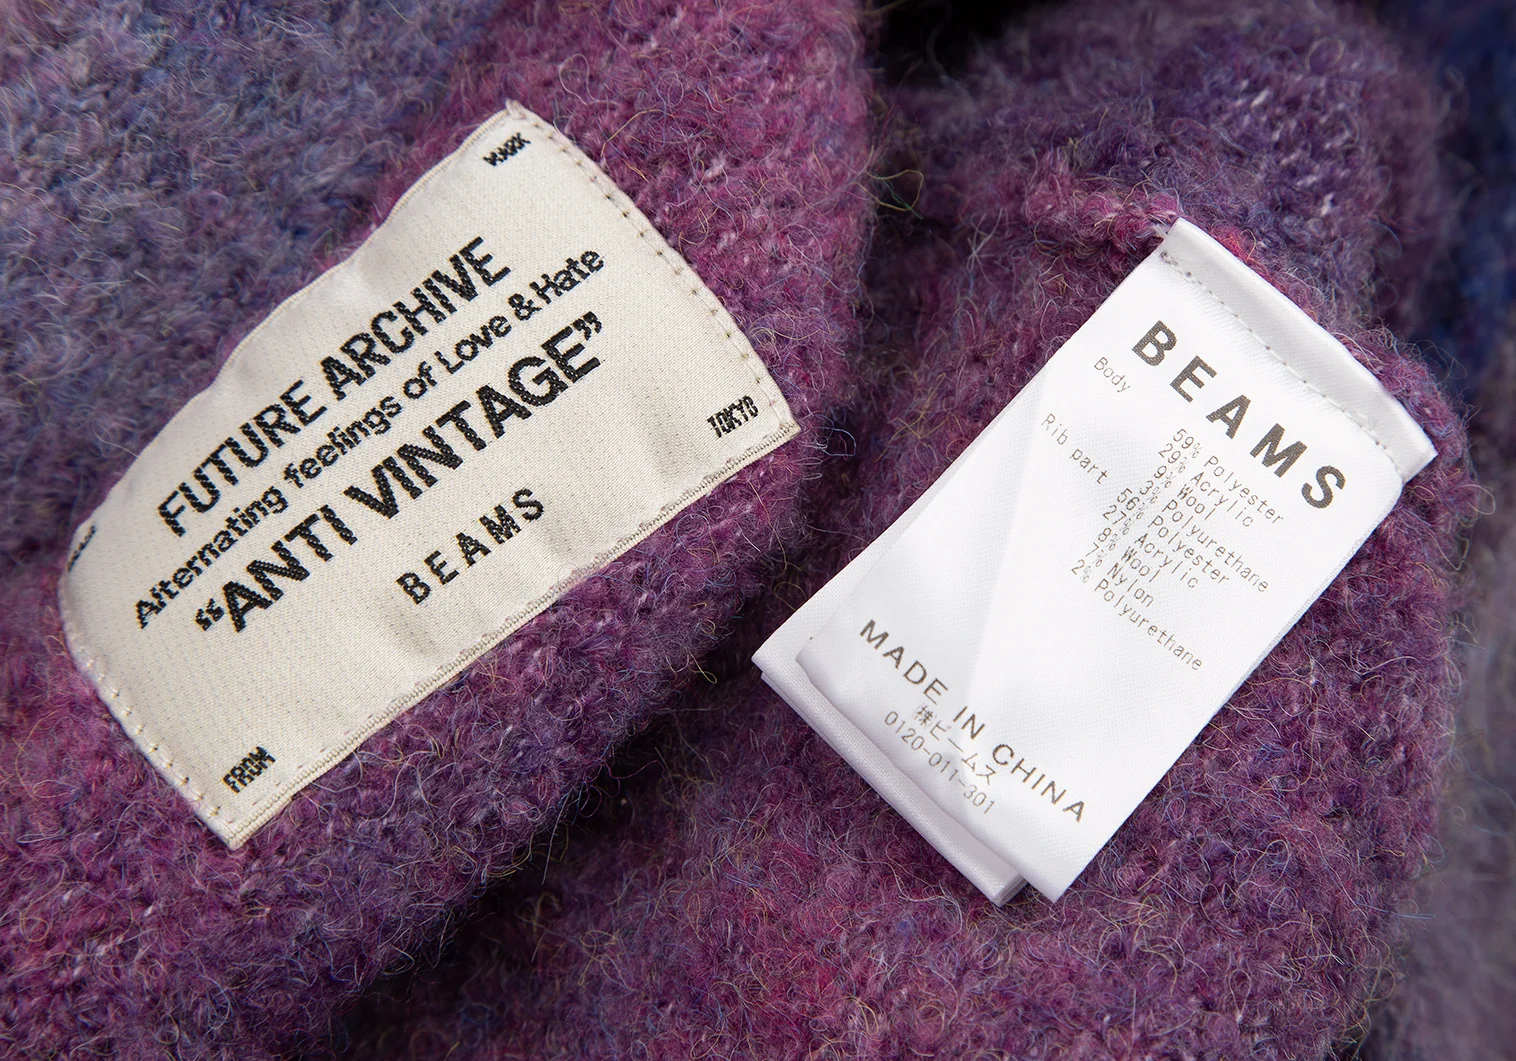 FUTURE ARCHIVE
Alternating feelings of Love & Hate
“ANTI VINTAGE”
BEAMS
TOKYO
FROM
BEAMS
Body
59% Polyester
29% Acrylic
9% Wool
3% Polyurethane
Rib part
56% Polyester
27% Acrylic
8% Wool
7% Nylon
2% Polyurethane
MADE IN CHINA
㈱ビームス
0120-011-301